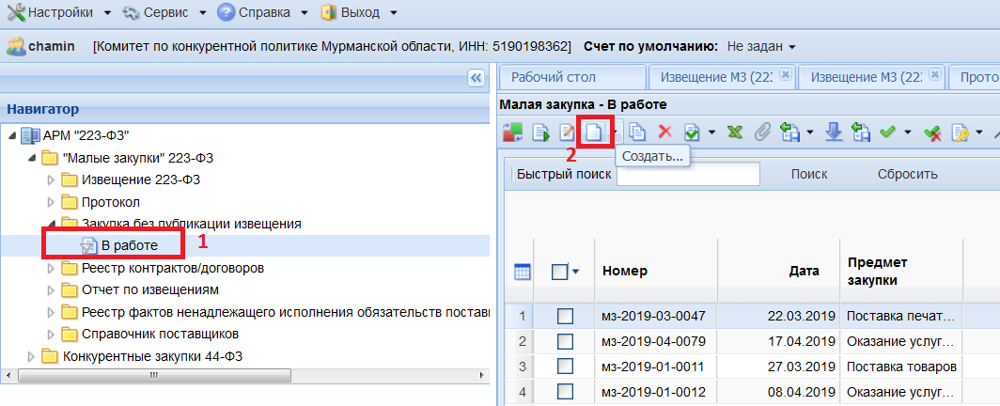 Настройки Сервис Справка Выход
chamin [Комитет по конкурентной политике Мурманской области, ИНН: 5190198362] Счет по умолчанию: Не задан
Рабочий стол Извещение МЗ (223 Извещение МЗ (223 Прото
Навигатор
Малая закупка - В работе
АРМ "223-ФЗ"
"Малые закупки" 223-ФЗ
Извещение 223-ФЗ
Протокол
Закупка без публикации извещения
В работе
1
Реестр контрактов/договоров
Отчет по извещениям
Реестр фактов ненадлежащего исполнения обязательств постав
Справочник поставщиков
Конкурентные закупки 44-ФЗ
2
Создать...
Быстрый поиск Поиск Сбросить
Номер Дата Предмет закупки
1 мз-2019-03-0047 22.03.2019 Поставка печат...
2 мз-2019-04-0079 17.04.2019 Оказание услуг...
3 мз-2019-01-0011 27.03.2019 Поставка товаров
4 мз-2019-01-0012 08.04.2019 Оказание услуг...